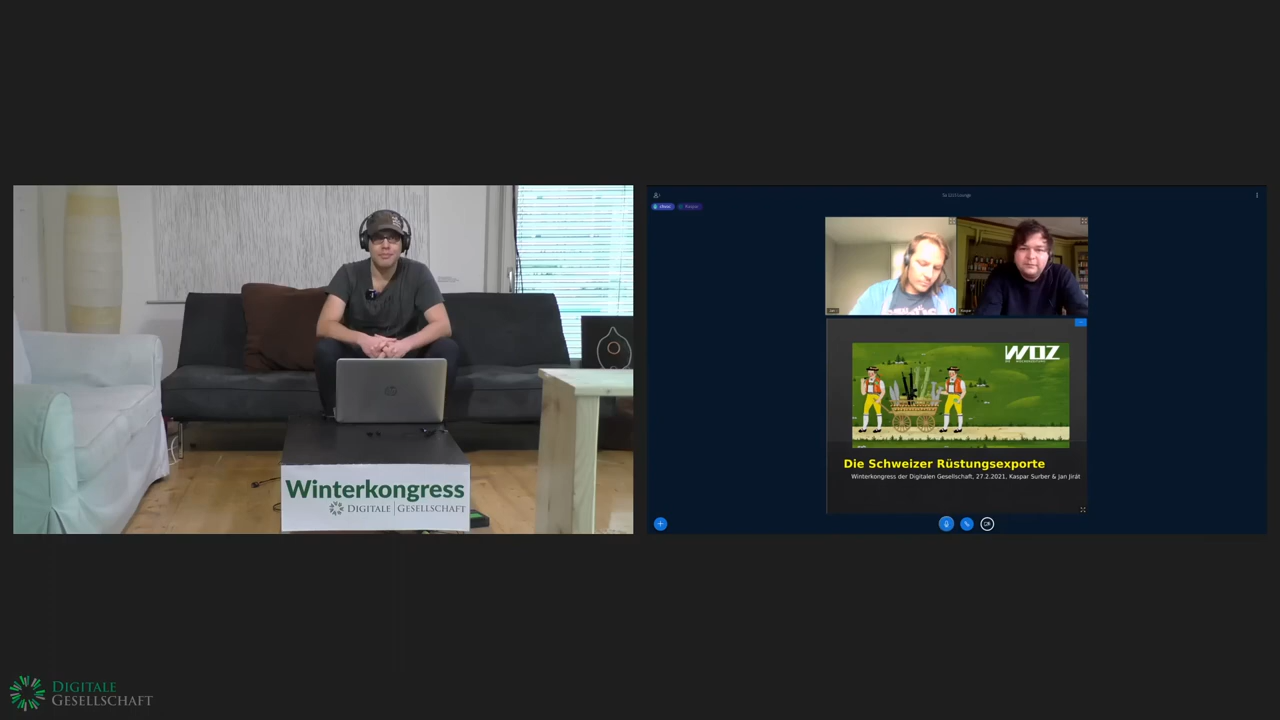 Winterkongress
DIGITALE GESELLSCHAFT
WOZ
Die Schweizer Rüstungsexporte
Winterkongress der Digitalen Gesellschaft, 27.2.2021, Kaspar Surber & Jan Jirát
DIGITALE
GESELLSCHAFT